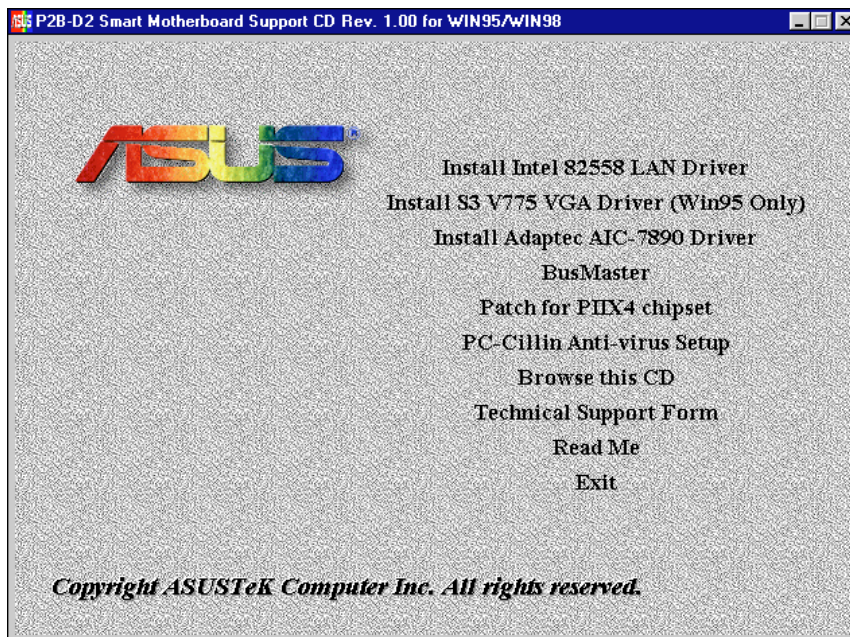 ASUS P2B-D2 Smart Motherboard Support CD Rev. 1.00 for WIN95/WIN98
ASUS®
Install Intel 82558 LAN Driver
Install S3 V775 VGA Driver (Win95 Only)
Install Adaptec AIC-7890 Driver
BusMaster
Patch for PIIX4 chipset
PC-Cillin Anti-virus Setup
Browse this CD
Technical Support Form
Read Me
Exit
Copyright ASUSTeK Computer Inc. All rights reserved.